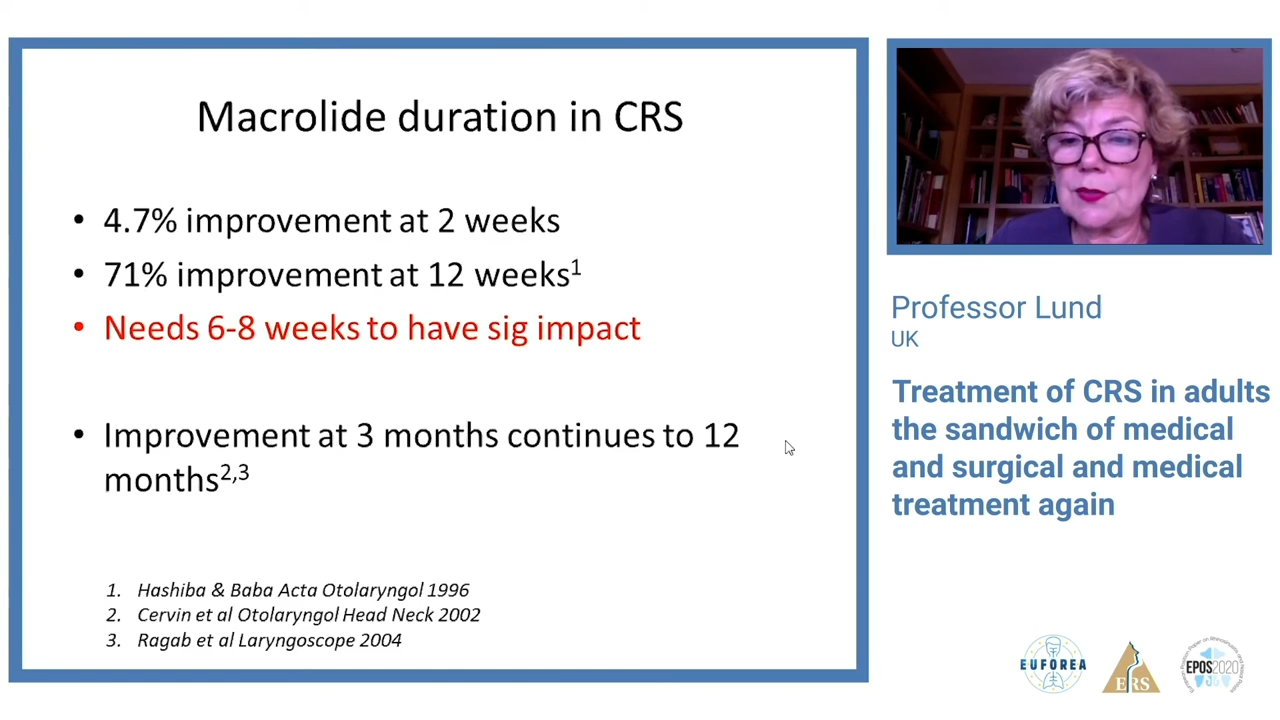 Macrolide duration in CRS
• 4.7% improvement at 2 weeks
• 71% improvement at 12 weeks1
• Needs 6-8 weeks to have sig impact
• Improvement at 3 months continues to 12
months2,3
1. Hashiba & Baba Acta Otolaryngol 1996
2. Cervin et al Otolaryngol Head Neck 2002
3. Ragab et al Laryngoscope 2004
Professor Lund
UK
Treatment of CRS in adults
the sandwich of medical
and surgical and medical
treatment again
EUFOREA
ERS
EPOS2020